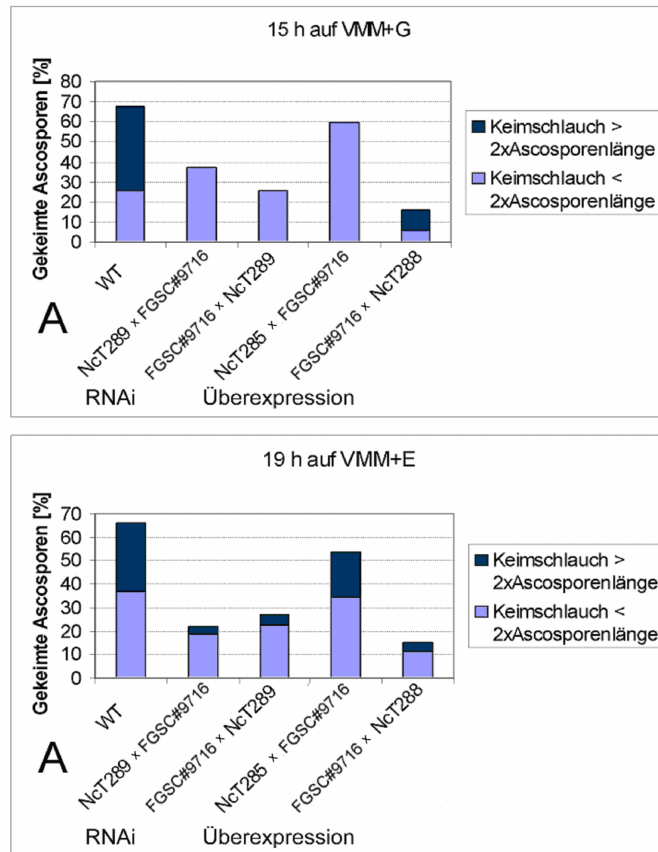 15 h auf VMM+G
Gekeimte Ascosporen [%]
80
70
60
50
40
30
20
10
0
WT
NcT289 x FGSC#9716
FGSC#9716 x NcT289
NcT285 x FGSC#9716
FGSC#9716 x NcT288
Keimschlauch >
2xAscosporenlänge
Keimschlauch <
2xAscosporenlänge
A
RNAi Überexpression
19 h auf VMM+E
Gekeimte Ascosporen [%]
70
60
50
40
30
20
10
0
WT
NcT289 x FGSC#9716
FGSC#9716 x NcT289
NcT285 x FGSC#9716
FGSC#9716 x NcT288
Keimschlauch >
2xAscosporenlänge
Keimschlauch <
2xAscosporenlänge
A
RNAi Überexpression